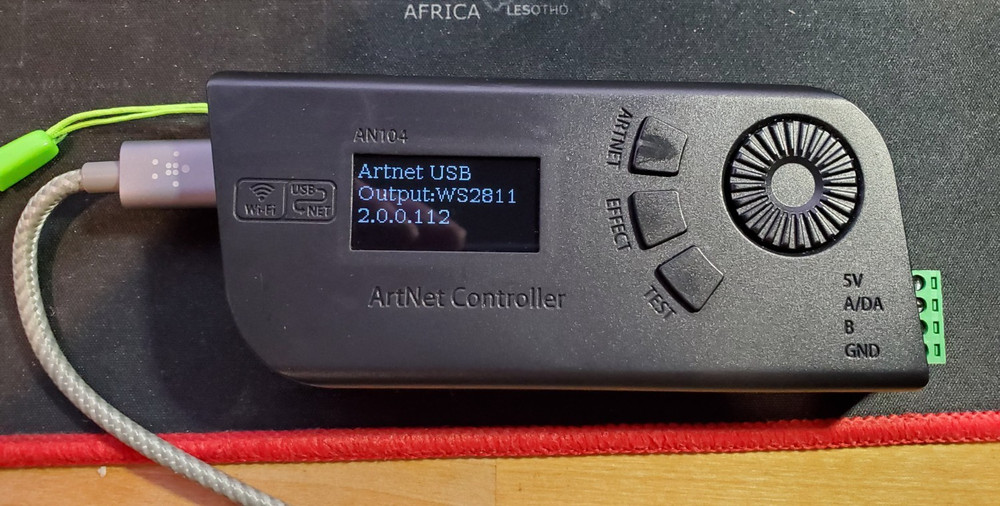 AFRICA
LESOTHO
AN104
Artnet USB
Output:WS2811
2.0.0.112
Wi-Fi
USB
NET
ArtNet Controller
ARTNET
EFFECT
TEST
5V
A/DA
B
GND